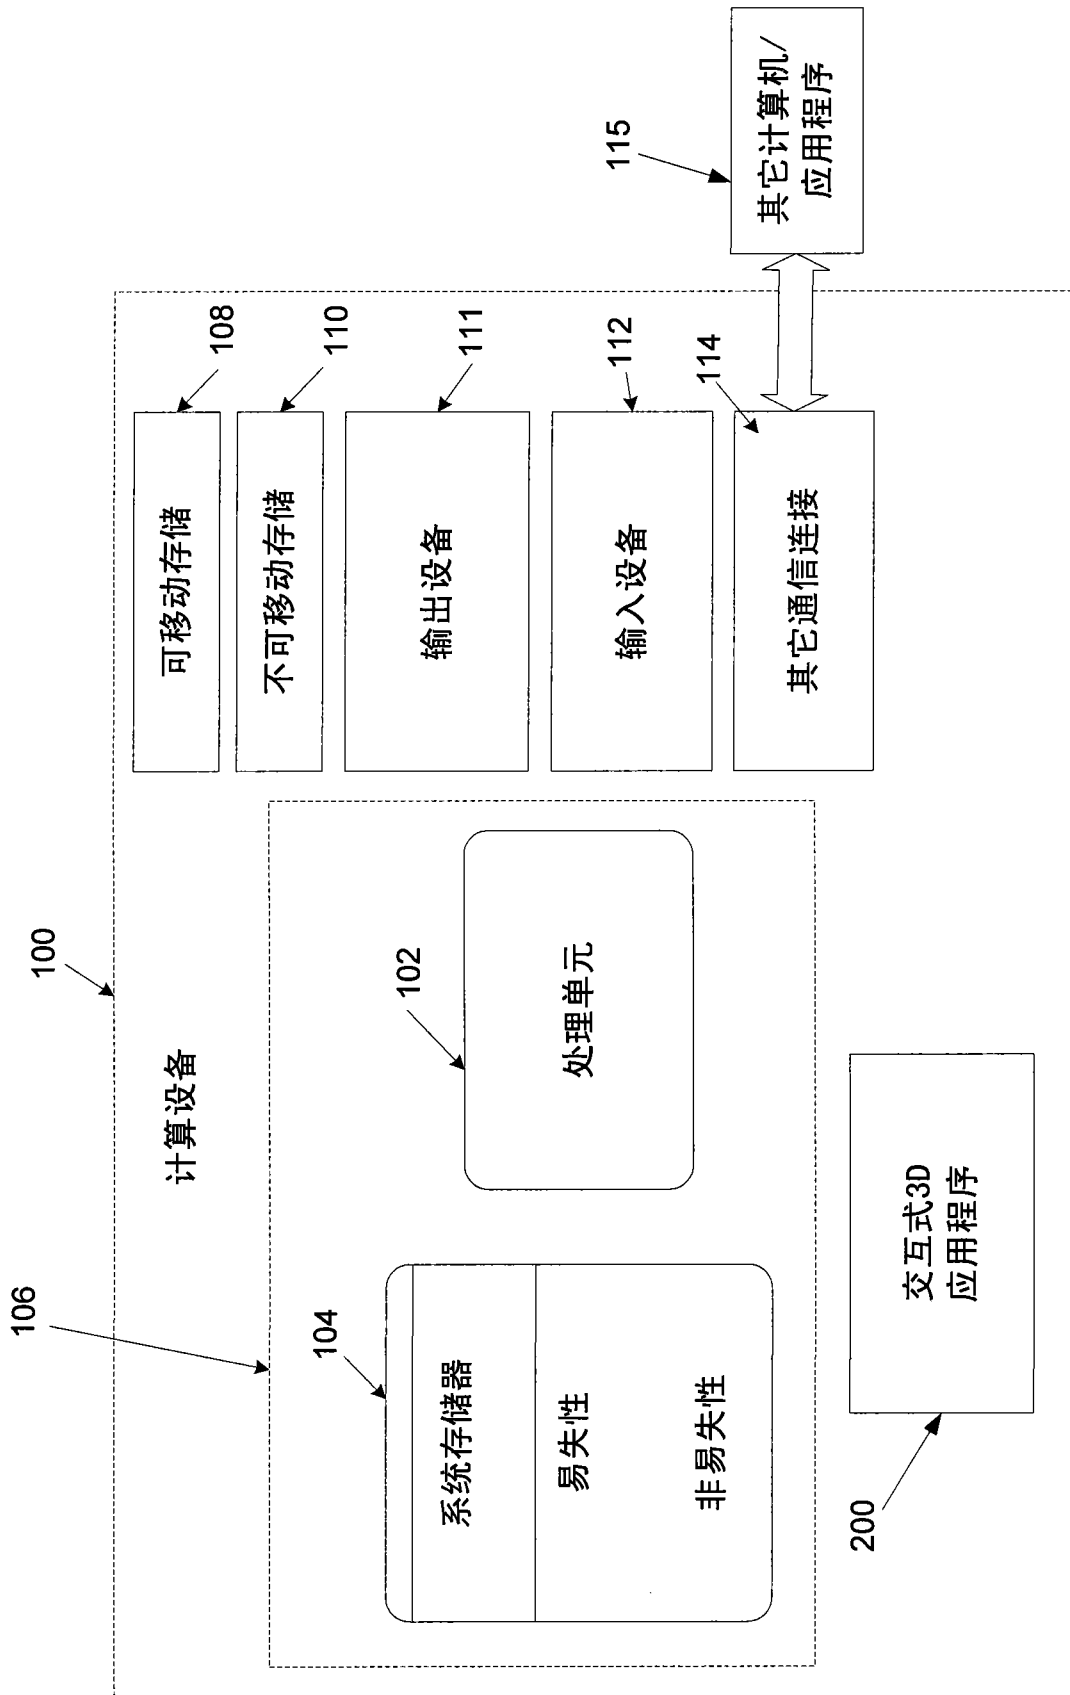 100
计算设备
106
104
系统存储器
易失性
非易失性
102
处理单元
可移动存储
108
不可移动存储
110
输出设备
111
输入设备
112
其它通信连接
114
115
其它计算机/
应用程序
交互式3D
应用程序
200